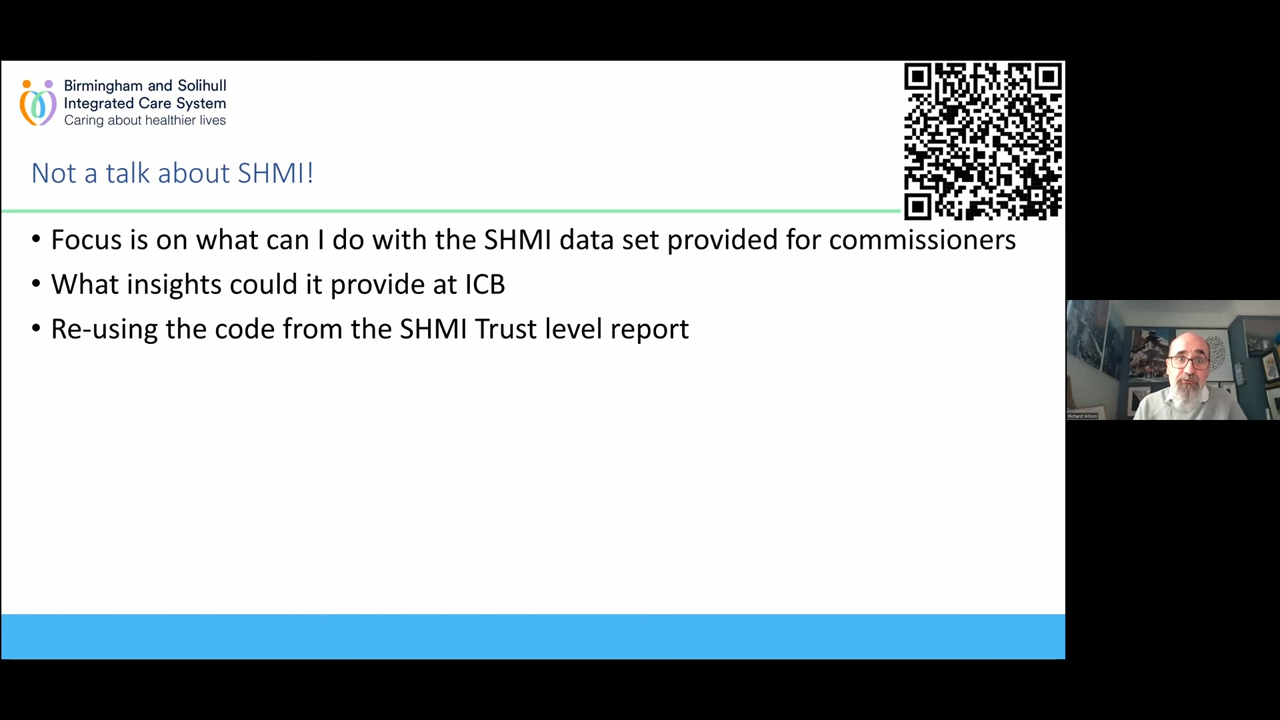 Birmingham and Solihull
Integrated Care System
Caring about healthier lives
Not a talk about SHMI!
• Focus is on what can I do with the SHMI data set provided for commissioners
• What insights could it provide at ICB
• Re-using the code from the SHMI Trust level report
Richard Wilson